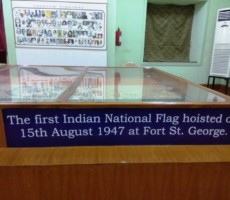 The first Indian National Flag hoisted o
15th August 1947 at Fort St. George.